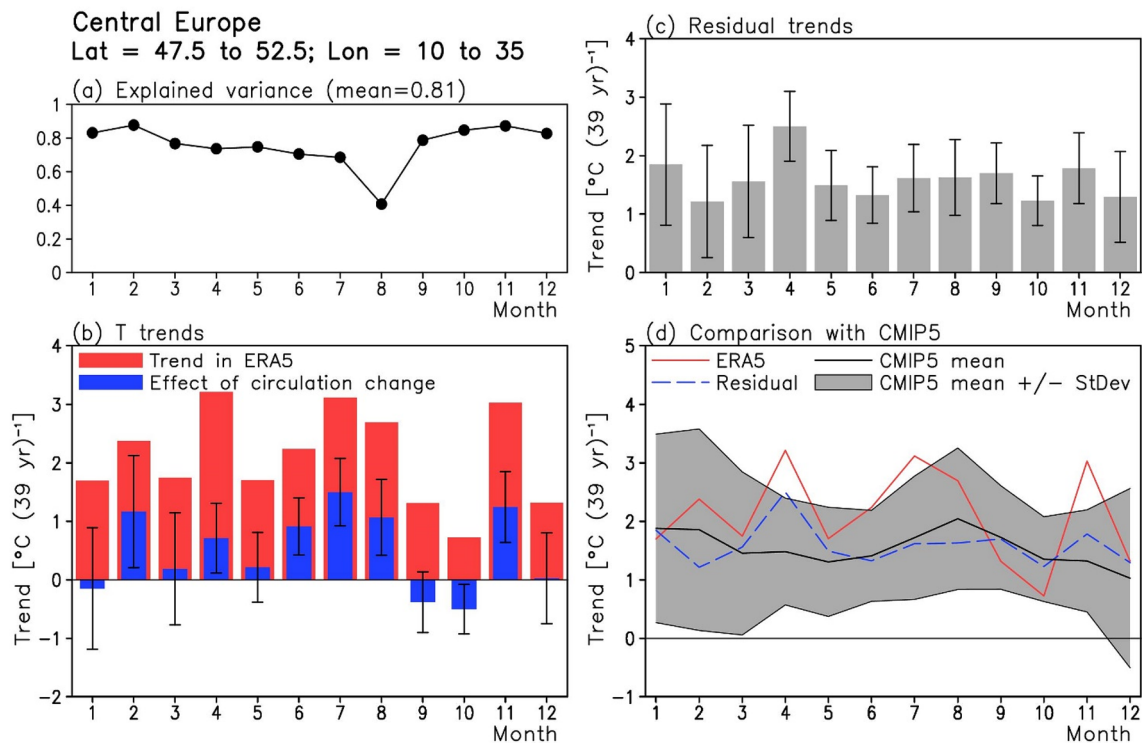 Central Europe
Lat = 47.5 to 52.5; Lon = 10 to 35
(a) Explained variance (mean=0.81)
1
0.8
0.6
0.4
0.2
0
1 2 3 4 5 6 7 8 9 10 11 12
Month
(b) T trends
Trend [°C (39 yr)⁻¹]
4
3
2
1
0
−1
−2
Trend in ERA5
Effect of circulation change
1 2 3 4 5 6 7 8 9 10 11 12
Month
(c) Residual trends
Trend [°C (39 yr)⁻¹]
4
3
2
1
0
1 2 3 4 5 6 7 8 9 10 11 12
Month
(d) Comparison with CMIP5
Trend [°C (39 yr)⁻¹]
5
4
3
2
1
0
−1
ERA5
CMIP5 mean
Residual
CMIP5 mean +/− StDev
1 2 3 4 5 6 7 8 9 10 11 12
Month